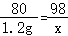 80/1.2g = 98/x